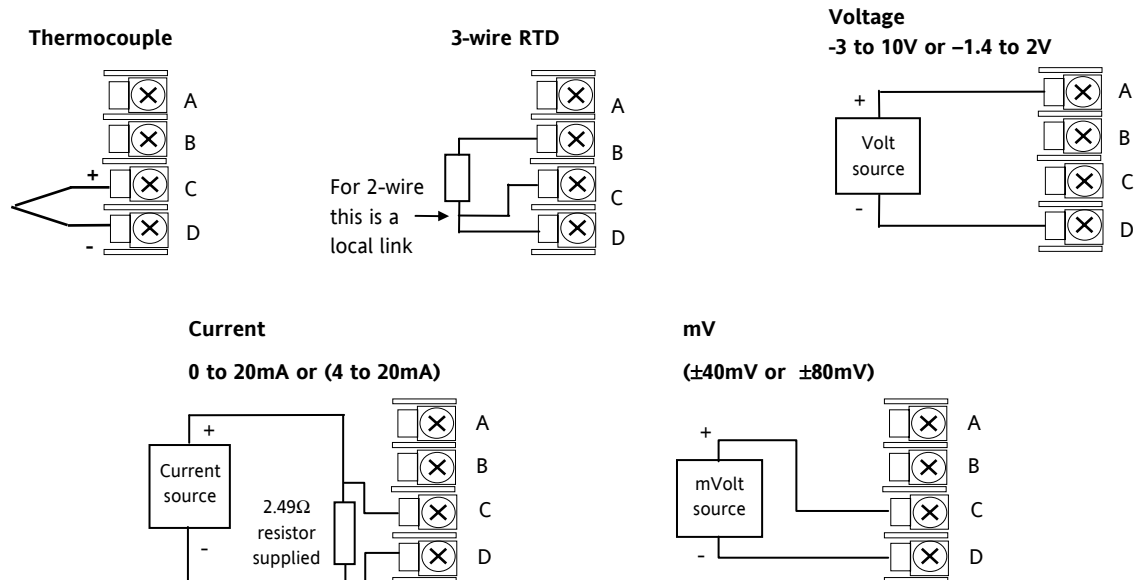 Thermocouple
A
B
+
C
D
-
3-wire RTD
A
B
C
D
For 2-wire
this is a
local link
Voltage
-3 to 10V or –1.4 to 2V
+
Volt
source
-
A
B
C
D
Current
0 to 20mA or (4 to 20mA)
+
Current
source
-
2.49Ω
resistor
supplied
A
B
C
D
mV
(±40mV or ±80mV)
+
mVolt
source
-
A
B
C
D